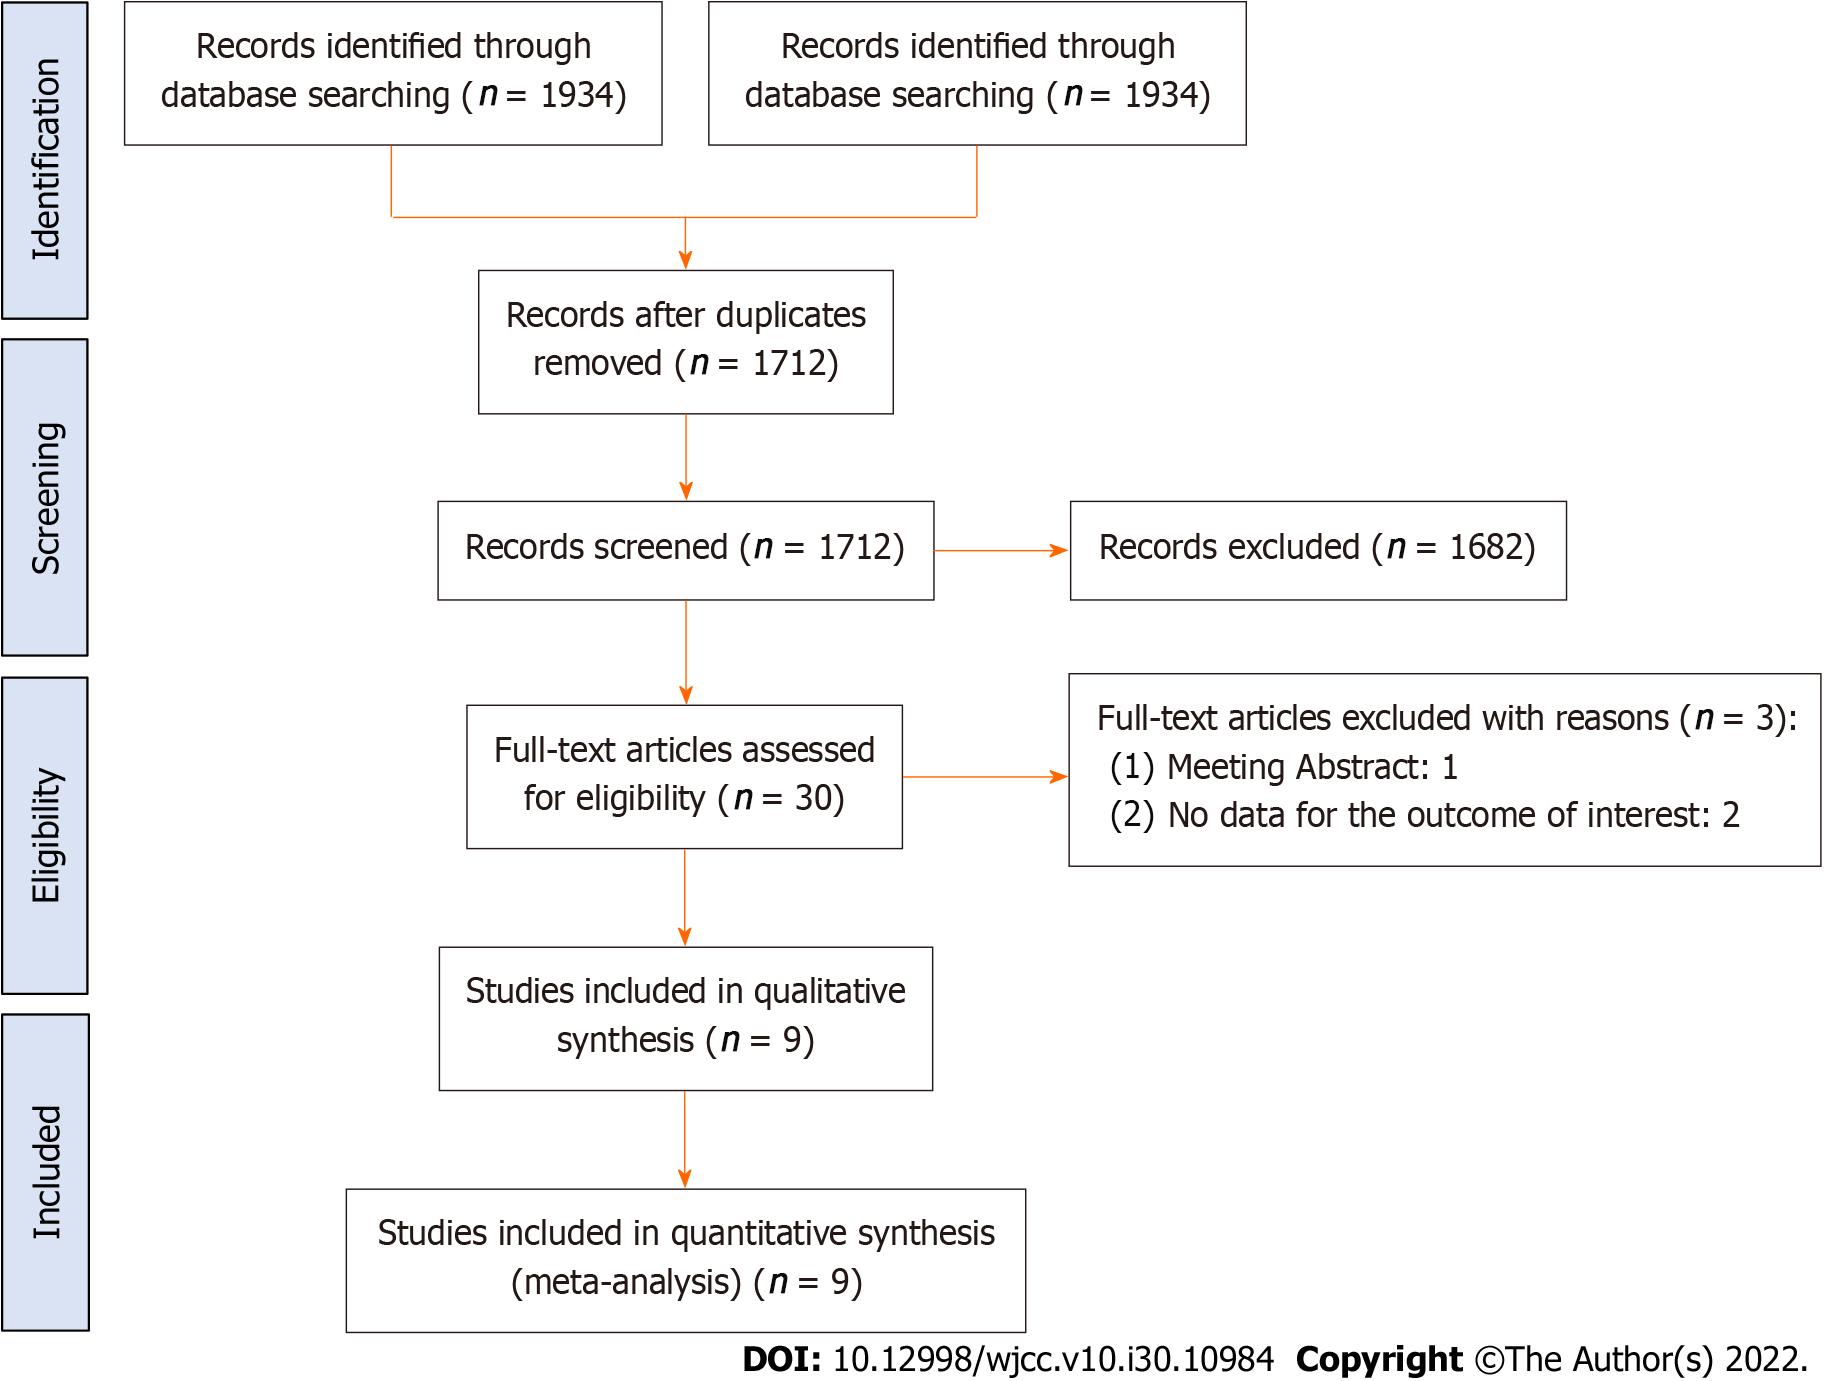 Identification
Records identified through
database searching (n = 1934)
Records identified through
database searching (n = 1934)
Records after duplicates
removed (n = 1712)
Screening
Records screened (n = 1712)
Records excluded (n = 1682)
Eligibility
Full-text articles assessed
for eligibility (n = 30)
Full-text articles excluded with reasons (n = 3):
(1) Meeting Abstract: 1
(2) No data for the outcome of interest: 2
Studies included in qualitative
synthesis (n = 9)
Included
Studies included in quantitative synthesis
(meta-analysis) (n = 9)
DOI: 10.12998/wjcc.v10.i30.10984 Copyright ©The Author(s) 2022.